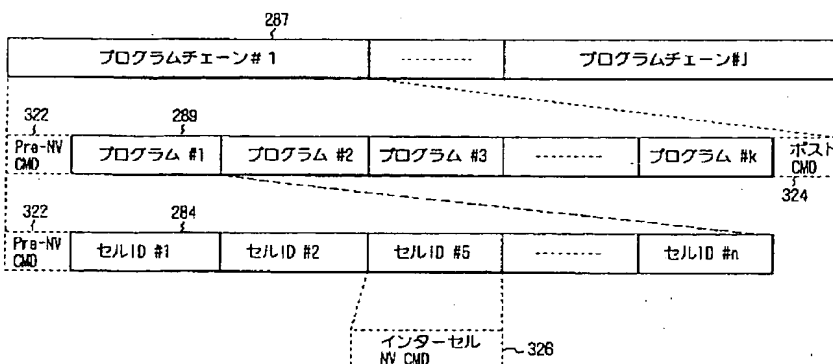 287
プログラムチェーン# 1 --------- プログラムチェーン#J
322 289
Pre-NV CMD プログラム #1 プログラム #2 プログラム #3 --------- プログラム #k ポスト CMD
324
322 284
Pre-NV CMD セルID #1 セルID #2 セルID #5 --------- セルID #n
インターセル NV CMD 326